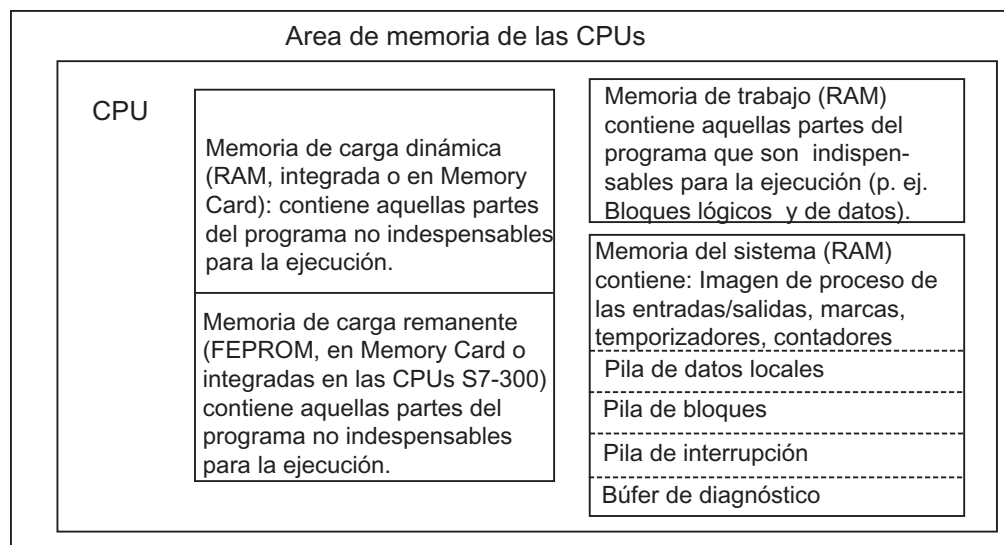 Area de memoria de las CPUs
CPU
Memoria de carga dinámica
(RAM, integrada o en Memory
Card): contiene aquellas partes
del programa no indespensables
para la ejecución.
Memoria de carga remanente
(FEPROM, en Memory Card o
integradas en las CPUs S7-300)
contiene aquellas partes del
programa no indespensables
para la ejecución.
Memoria de trabajo (RAM)
contiene aquellas partes del
programa que son indispen-
sables para la ejecución (p. ej.
Bloques lógicos y de datos).
Memoria del sistema (RAM)
contiene: Imagen de proceso de
las entradas/salidas, marcas,
temporizadores, contadores
Pila de datos locales
Pila de bloques
Pila de interrupción
Búfer de diagnóstico